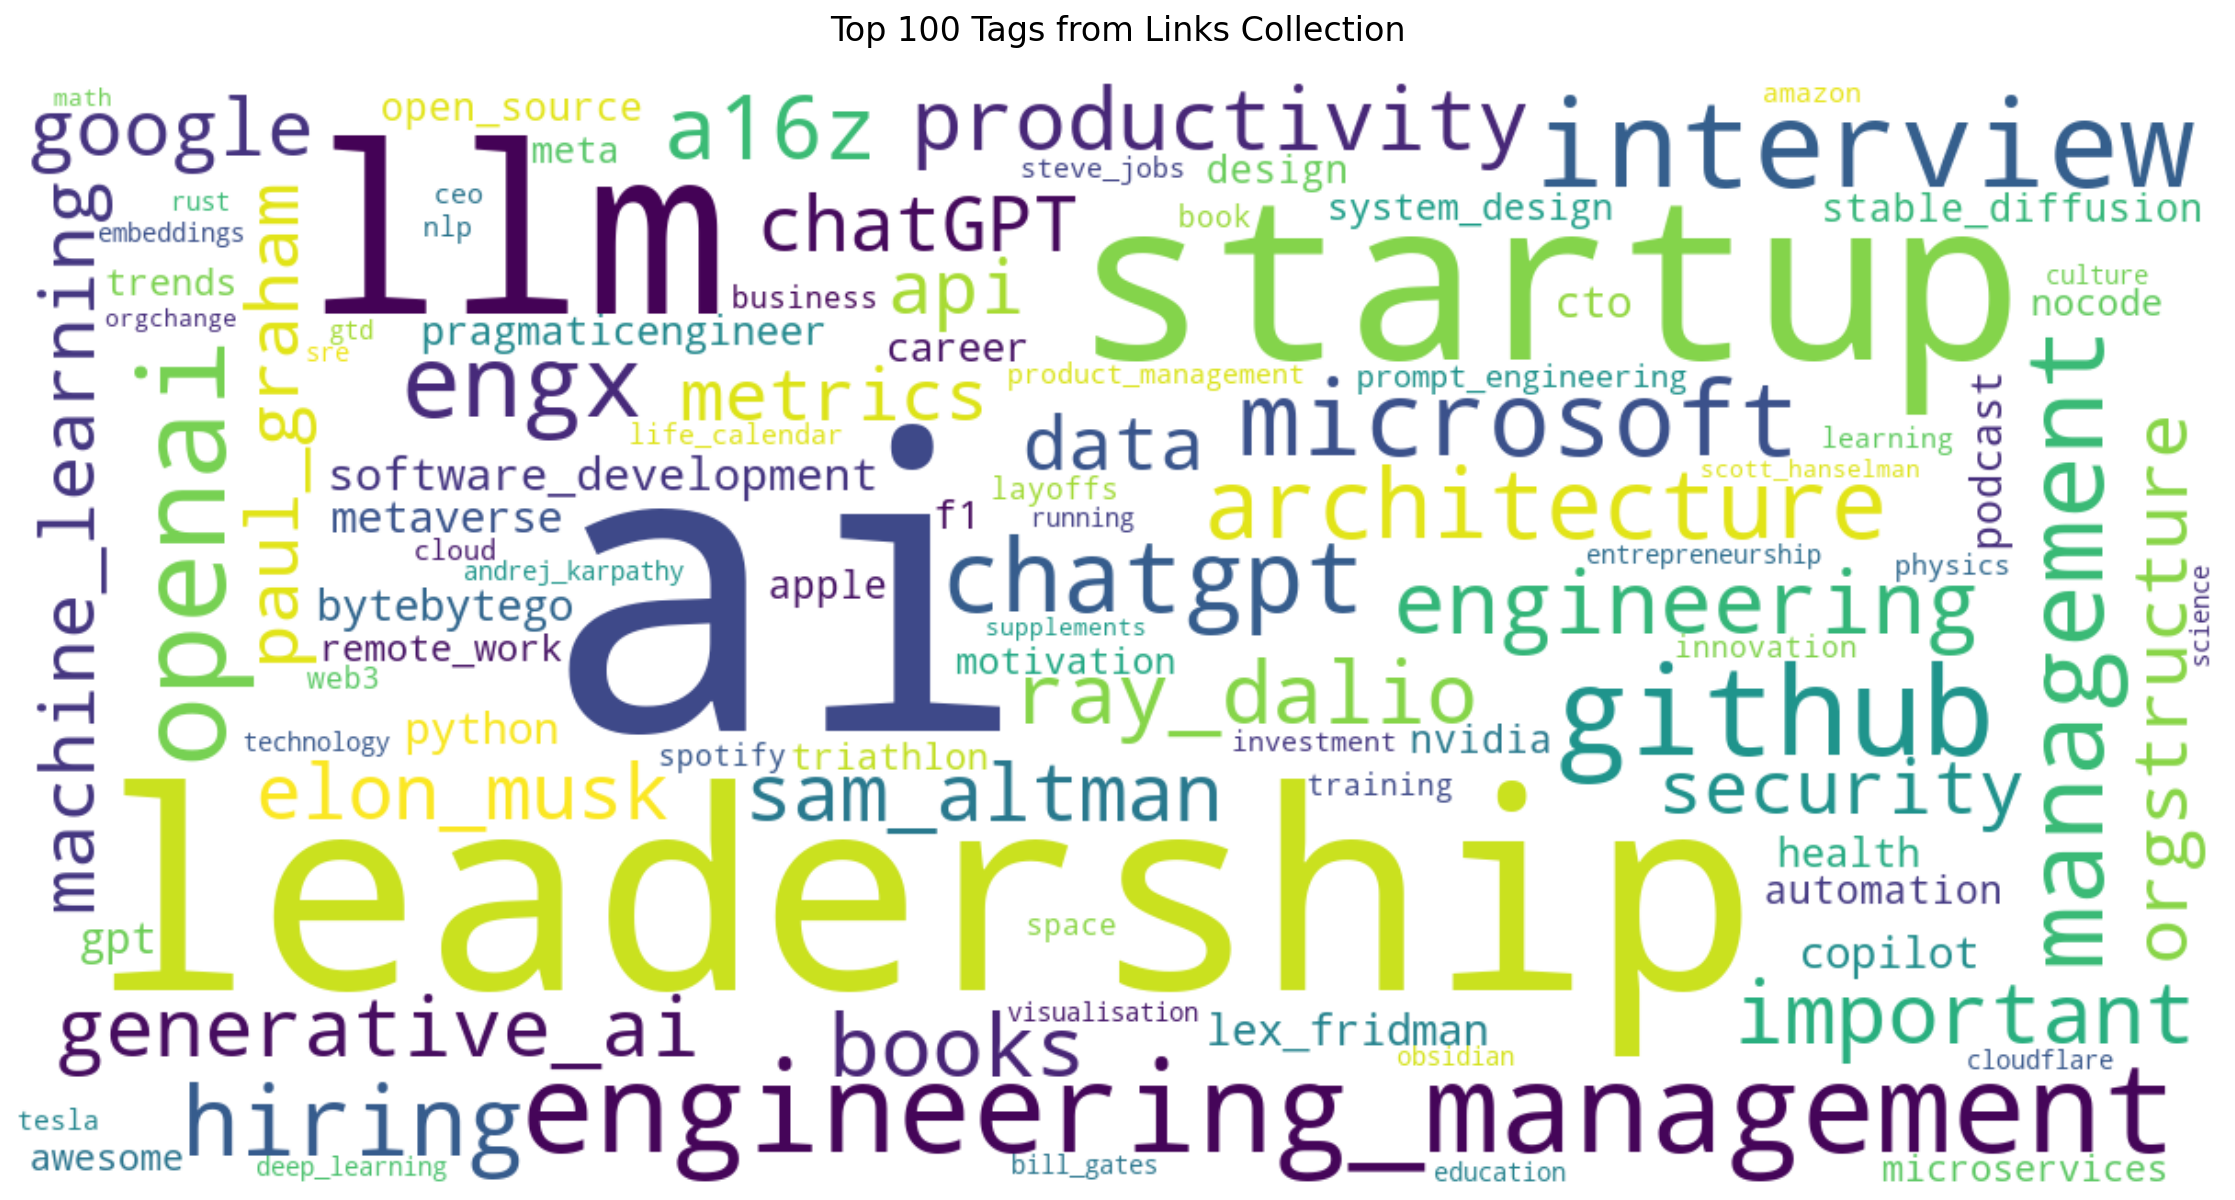 Top 100 Tags from Links Collection
math
google
open_source
meta
a16z
productivity
steve_jobs
design
interview
amazon
llm
ceo
nlp
rust
embeddings
machine_learning
paul_graham
chatGPT
book
system_design
stable_diffusion
startup
trends
orgchange
gtd
sre
openai
business
api
pragmaticengineer
career
cto
culture
nocode
engx
metrics
product_management
prompt_engineering
life_calendar
data
microsoft
learning
podcast
management
orgstructure
software_development
layoffs
architecture
scott_hanselman
metaverse
f1
running
cloud
andrej_karpathy
ai
apple
chatgpt
entrepreneurship
physics
science
bytebytego
engineering
remote_work
supplements
motivation
innovation
web3
ray_dalio
github
python
technology
spotify
triathlon
investment
nvidia
elon_musk
sam_altman
training
security
leadership
health
automation
gpt
space
copilot
generative_ai
books
visualisation
lex_fridman
important
obsidian
cloudflare
hiring
engineering_management
tesla
awesome
deep_learning
bill_gates
education
microservices